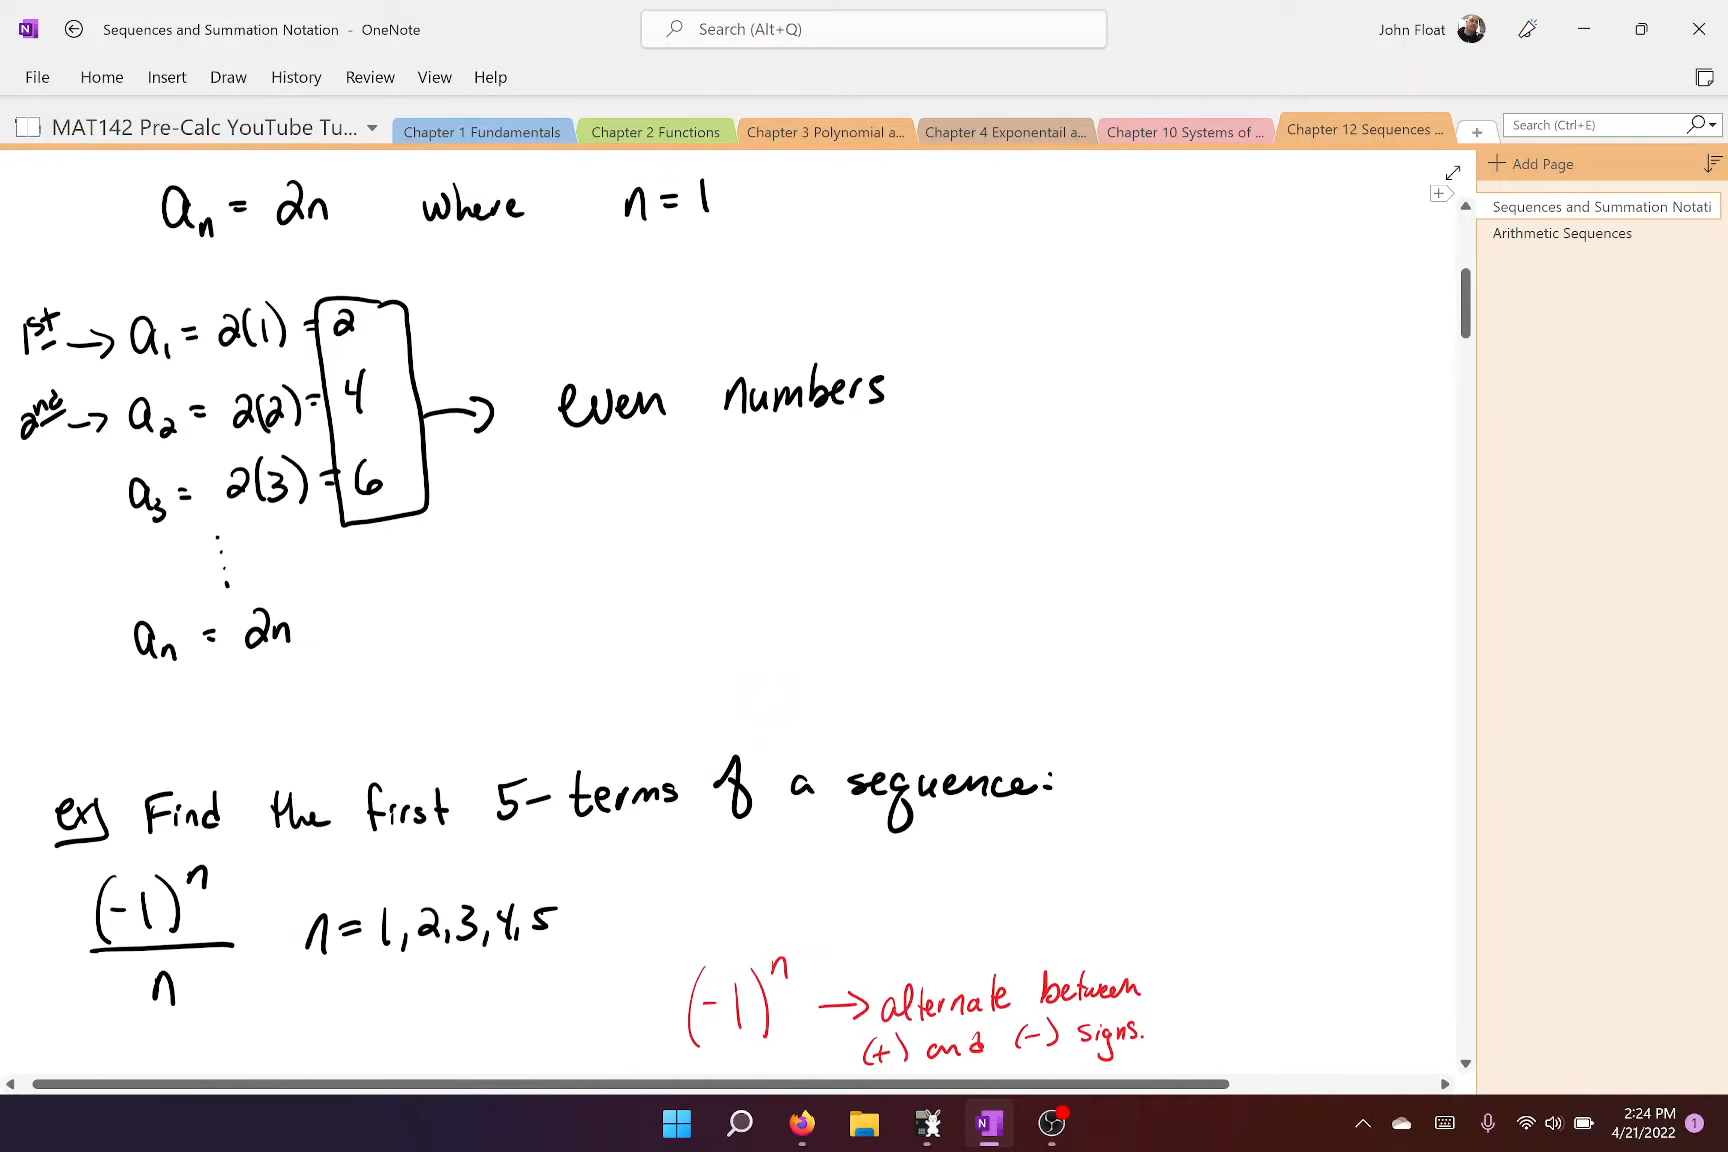 Sequences and Summation Notation - OneNote
Search (Alt+Q)
John Float
File Home Insert Draw History Review View Help
MAT142 Pre-Calc YouTube Tu...
Chapter 1 Fundamentals
Chapter 2 Functions
Chapter 3 Polynomial a...
Chapter 4 Exponentail a...
Chapter 10 Systems of ...
Chapter 12 Sequences ...
Search (Ctrl+E)
Add Page
Sequences and Summation Notati
Arithmetic Sequences
aₙ = 2n where n = 1
1st → a₁ = 2(1) = 2
2nd → a₂ = 2(2) = 4
→ even numbers
a₃ = 2(3) = 6
aₙ = 2n
ex) Find the first 5-terms of a sequence:
(-1)ⁿ
n
n = 1, 2, 3, 4, 5
(-1)ⁿ → alternate between
(+) and (-) signs.
2:24 PM
4/21/2022
1